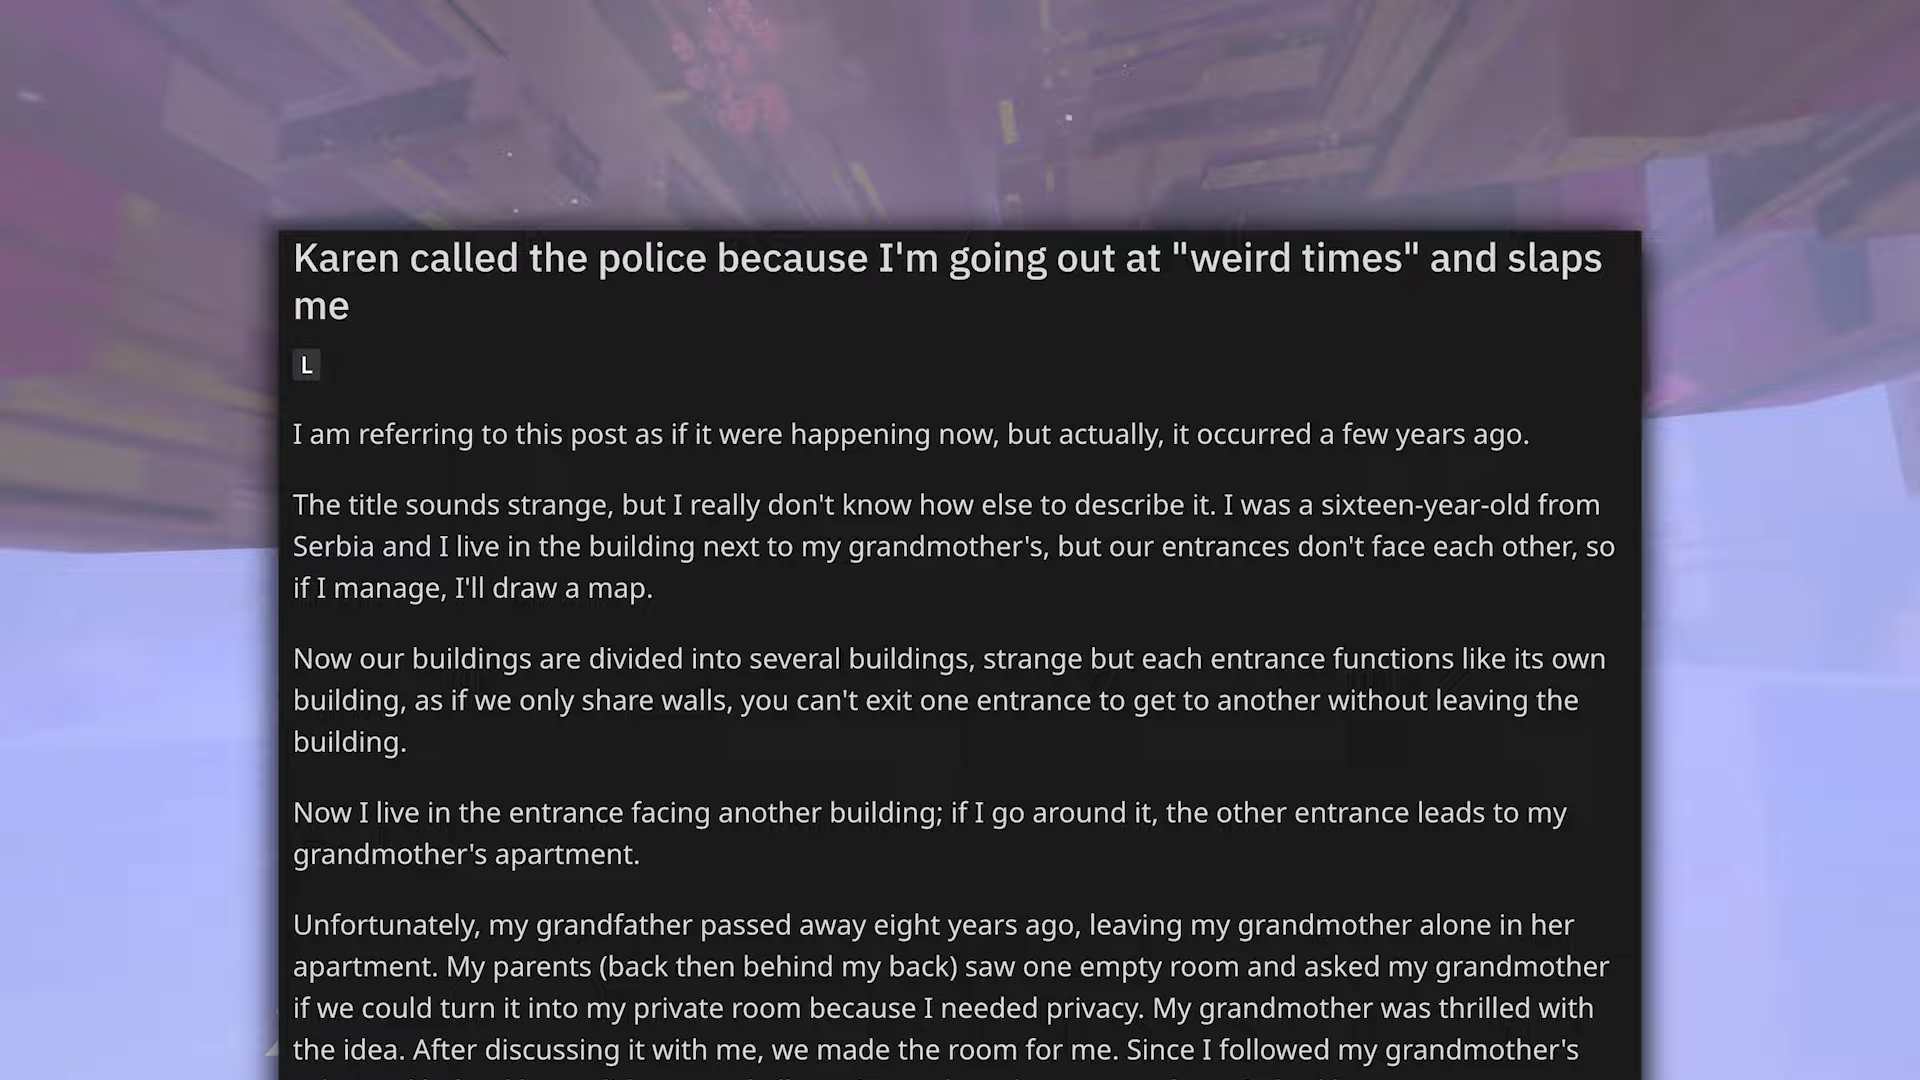 Karen called the police because I'm going out at "weird times" and slaps
me
L
I am referring to this post as if it were happening now, but actually, it occurred a few years ago.
The title sounds strange, but I really don't know how else to describe it. I was a sixteen-year-old from
Serbia and I live in the building next to my grandmother's, but our entrances don't face each other, so
if I manage, I'll draw a map.
Now our buildings are divided into several buildings, strange but each entrance functions like its own
building, as if we only share walls, you can't exit one entrance to get to another without leaving the
building.
Now I live in the entrance facing another building; if I go around it, the other entrance leads to my
grandmother's apartment.
Unfortunately, my grandfather passed away eight years ago, leaving my grandmother alone in her
apartment. My parents (back then behind my back) saw one empty room and asked my grandmother
if we could turn it into my private room because I needed privacy. My grandmother was thrilled with
the idea. After discussing it with me, we made the room for me. Since I followed my grandmother's